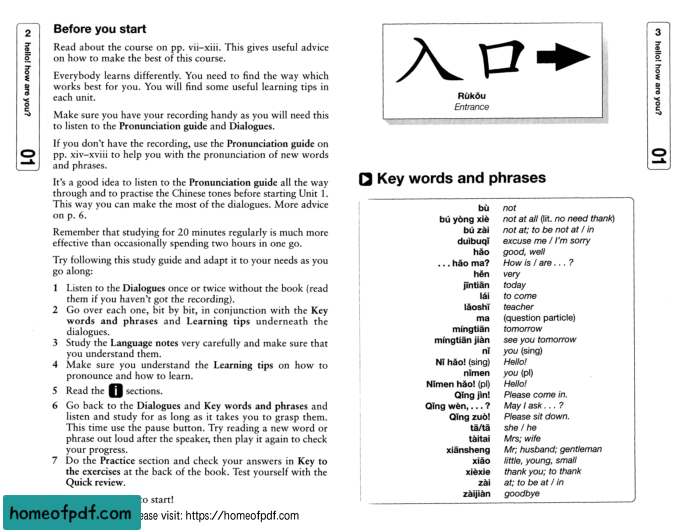 2
hello! how are you?
01
Before you start
Read about the course on pp. vii–xiii. This gives useful advice
on how to make the best of this course.
Everybody learns differently. You need to find the way which
works best for you. You will find some useful learning tips in
each unit.
Make sure you have your recording handy as you will need this
to listen to the Pronunciation guide and Dialogues.
If you don't have the recording, use the Pronunciation guide on
pp. xiv–xviii to help you with the pronunciation of new words
and phrases.
It's a good idea to listen to the Pronunciation guide all the way
through and to practise the Chinese tones before starting Unit 1.
This way you can make the most of the dialogues. More advice
on p. 6.
Remember that studying for 20 minutes regularly is much more
effective than occasionally spending two hours in one go.
Try following this study guide and adapt it to your needs as you
go along:
1 Listen to the Dialogues once or twice without the book (read
them if you haven't got the recording).
2 Go over each one, bit by bit, in conjunction with the Key
words and phrases and Learning tips underneath the
dialogues.
3 Study the Language notes very carefully and make sure that
you understand them.
4 Make sure you understand the Learning tips on how to
pronounce and how to learn.
5 Read the i sections.
6 Go back to the Dialogues and Key words and phrases and
listen and study for as long as it takes you to grasp them.
This time use the pause button. Try reading a new word or
phrase out loud after the speaker, then play it again to check
your progress.
7 Do the Practice section and check your answers in Key to
the exercises at the back of the book. Test yourself with the
Quick review.
to start!
homeofpdf.com
visit: https://homeofpdf.com
入口
Rùkǒu
Entrance
3
hello! how are you?
01
Key words and phrases
bù not
bú yòng xiè not at all (lit. no need thank)
bú zài not at; to be not at / in
duìbuqǐ excuse me / I'm sorry
hǎo good, well
. . . hǎo ma? How is / are . . . ?
hěn very
jīntiān today
lái to come
lǎoshī teacher
ma (question particle)
míngtiān tomorrow
míngtiān jiàn see you tomorrow
nǐ you (sing)
Nǐ hǎo! (sing) Hello!
nǐmen you (pl)
Nǐmen hǎo! (pl) Hello!
Qǐng jìn! Please come in.
Qǐng wèn, . . . ? May I ask . . . ?
Qǐng zuò! Please sit down.
tā/tā she / he
tàitai Mrs; wife
xiānsheng Mr; husband; gentleman
xiǎo little, young, small
xièxie thank you; to thank
zài at; to be at / in
zàijiàn goodbye